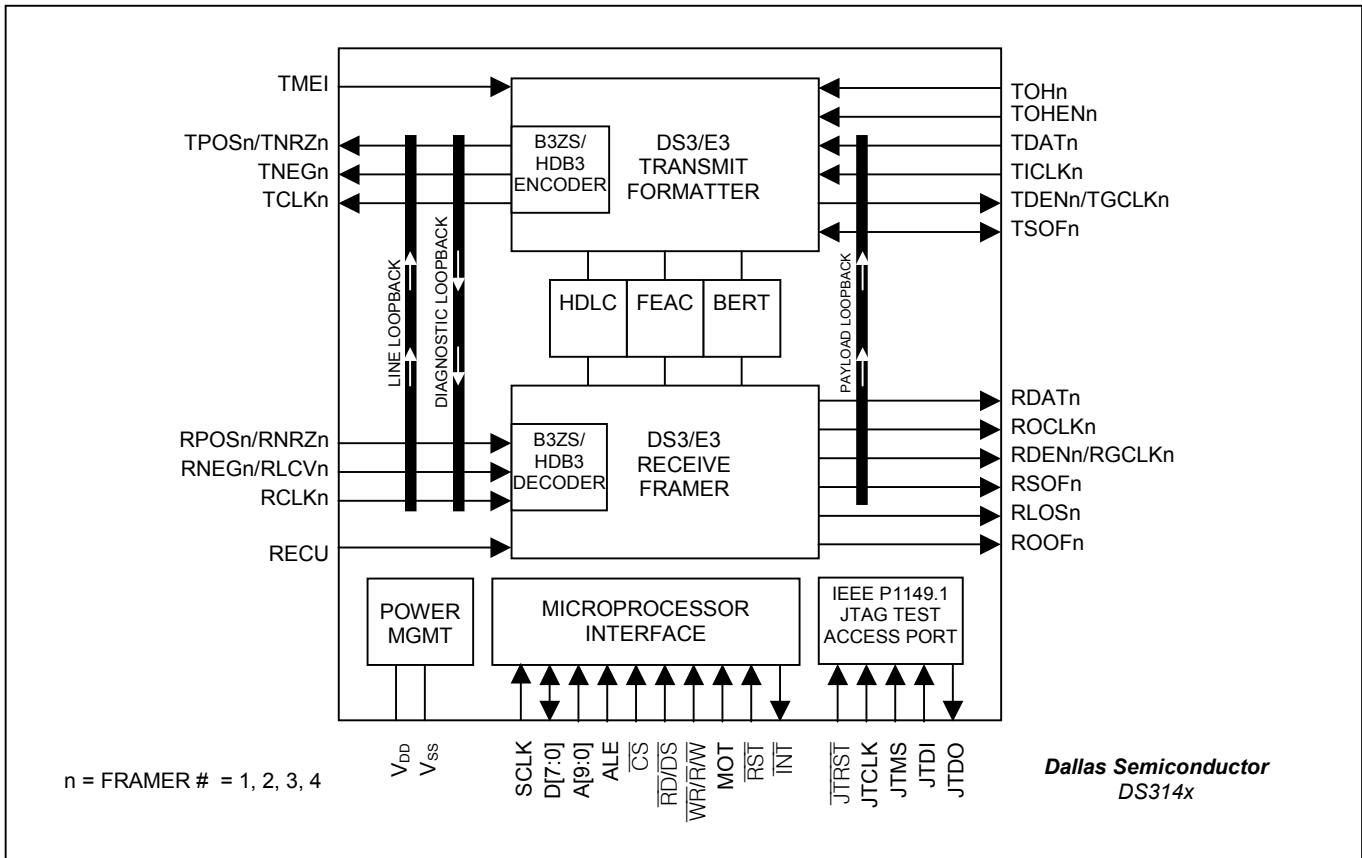 TMEI
TPOSn/TNRZn
TNEGn
TCLKn
B3ZS/
HDB3
ENCODER
DS3/E3
TRANSMIT
FORMATTER
TOHn
TOHENn
TDATn
TICLKn
TDENn/TGCLKn
TSOFn
LINE LOOPBACK
DIAGNOSTIC LOOPBACK
HDLC
FEAC
BERT
PAYLOAD LOOPBACK
RPOSn/RNRZn
RNEGn/RLCVn
RCLKn
RECU
B3ZS/
HDB3
DECODER
DS3/E3
RECEIVE
FRAMER
RDATn
ROCLKn
RDENn/RGCLKn
RSOFn
RLOSn
ROOFn
POWER
MGMT
MICROPROCESSOR
INTERFACE
IEEE P1149.1
JTAG TEST
ACCESS PORT
VDD
VSS
SCLK
D[7:0]
A[9:0]
ALE
CS
RD/DS
WR/R/W
MOT
RST
INT
JTRST
JTCLK
JTMS
JTDI
JTDO
n = FRAMER # = 1, 2, 3, 4
Dallas Semiconductor
DS314x